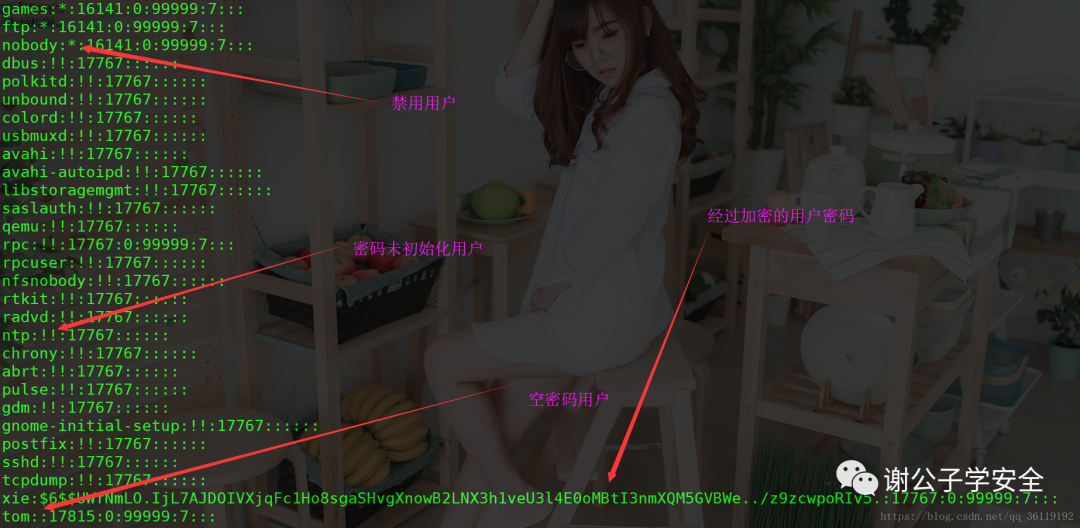 games:*:16141:0:99999:7:::
ftp:*:16141:0:99999:7:::
nobody:*:16141:0:99999:7:::
dbus:!!:17767::::::
polkitd:!!:17767::::::
禁用用户
unbound:!!:17767::::::
colord:!!:17767::::::
usbmuxd:!!:17767::::::
avahi:!!:17767::::::
avahi-autoipd:!!:17767::::::
libstoragemgmt:!!:17767::::::
saslauth:!!:17767::::::
经过加密的用户密码
qemu:!!:17767::::::
rpc:!!:17767:0:99999:7:::
密码未初始化用户
rpcuser:!!:17767::::::
nfsnobody:!!:17767::::::
rtkit:!!:17767::::::
radvd:!!:17767::::::
ntp:!!:17767::::::
chrony:!!:17767::::::
abrt:!!:17767::::::
pulse:!!:17767::::::
空密码用户
gdm:!!:17767::::::
gnome-initial-setup:!!:17767::::::
postfix:!!:17767::::::
sshd:!!:17767::::::
tcpdump:!!:17767::::::
谢公子学安全
tom::17815:0:99999:7:::
https://blog.csdn.net/qq_36119192